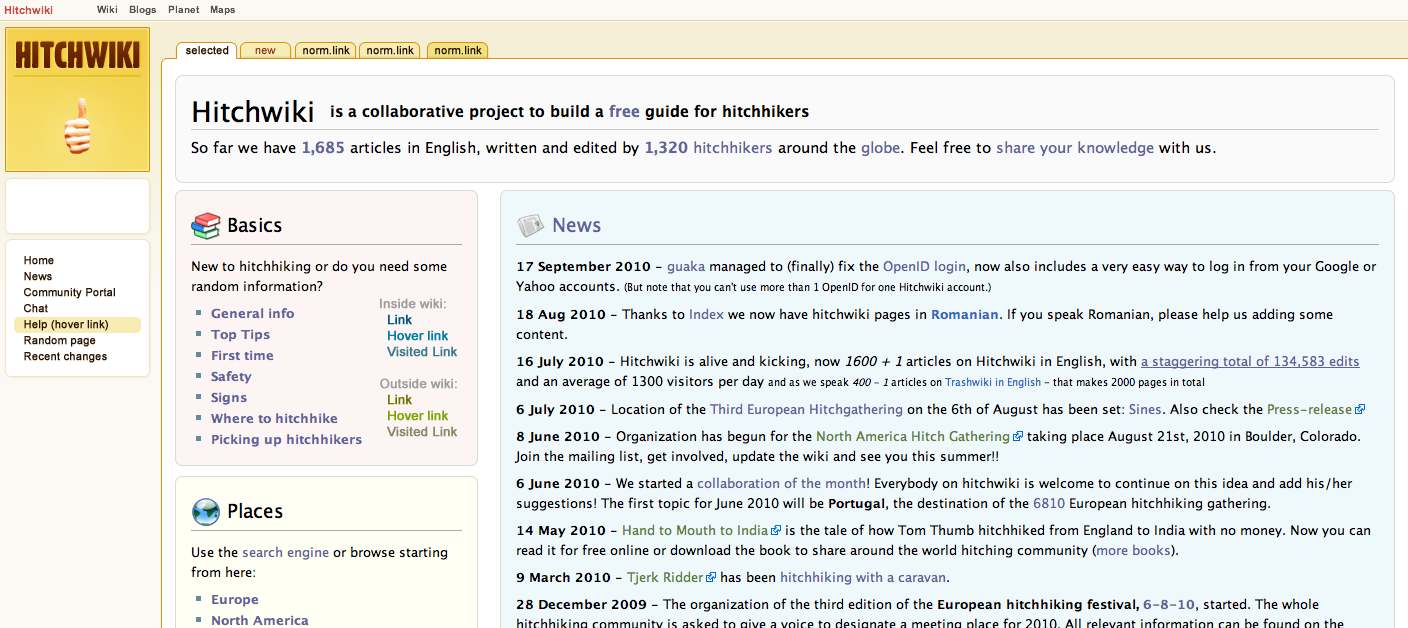 Hitchwiki
Wiki Blogs Planet Maps
HITCHWIKI
selected new norm.link norm.link norm.link
Hitchwiki is a collaborative project to build a free guide for hitchhikers
So far we have 1,685 articles in English, written and edited by 1,320 hitchhikers around the globe. Feel free to share your knowledge with us.
Home
News
Community Portal
Chat
Help (hover link)
Random page
Recent changes
Basics
New to hitchhiking or do you need some
random information?
General info
Top Tips
First time
Safety
Signs
Where to hitchhike
Picking up hitchhikers
Inside wiki:
Link
Hover link
Visited Link
Outside wiki:
Link
Hover link
Visited Link
Places
Use the search engine or browse starting
from here:
Europe
North America
News
17 September 2010 – guaka managed to (finally) fix the OpenID login, now also includes a very easy way to log in from your Google or
Yahoo accounts. (But note that you can't use more than 1 OpenID for one Hitchwiki account.)
18 Aug 2010 – Thanks to Index we now have hitchwiki pages in Romanian. If you speak Romanian, please help us adding some
content.
16 July 2010 – Hitchwiki is alive and kicking, now 1600 + 1 articles on Hitchwiki in English, with a staggering total of 134,583 edits
and an average of 1300 visitors per day and as we speak 400 – 1 articles on Trashwiki in English – that makes 2000 pages in total
6 July 2010 – Location of the Third European Hitchgathering on the 6th of August has been set: Sines. Also check the Press-release
8 June 2010 – Organization has begun for the North America Hitch Gathering taking place August 21st, 2010 in Boulder, Colorado.
Join the mailing list, get involved, update the wiki and see you this summer!!
6 June 2010 – We started a collaboration of the month! Everybody on hitchwiki is welcome to continue on this idea and add his/her
suggestions! The first topic for June 2010 will be Portugal, the destination of the 6810 European hitchhiking gathering.
14 May 2010 – Hand to Mouth to India is the tale of how Tom Thumb hitchhiked from England to India with no money. Now you can
read it for free online or download the book to share around the world hitching community (more books).
9 March 2010 – Tjerk Ridder has been hitchhiking with a caravan.
28 December 2009 – The organization of the third edition of the European hitchhiking festival, 6-8-10, started. The whole
hitchhiking community is asked to give a voice to designate a meeting place for 2010. All relevant information can be found on the